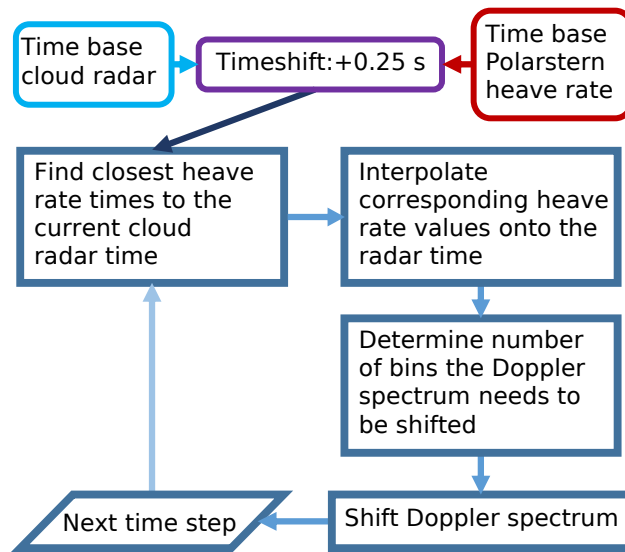 Time base
cloud radar
Timeshift:+0.25 s
Time base
Polarstern
heave rate
Find closest heave
rate times to the
current cloud
radar time
Interpolate
corresponding heave
rate values onto the
radar time
Determine number
of bins the Doppler
spectrum needs to
be shifted
Shift Doppler spectrum
Next time step